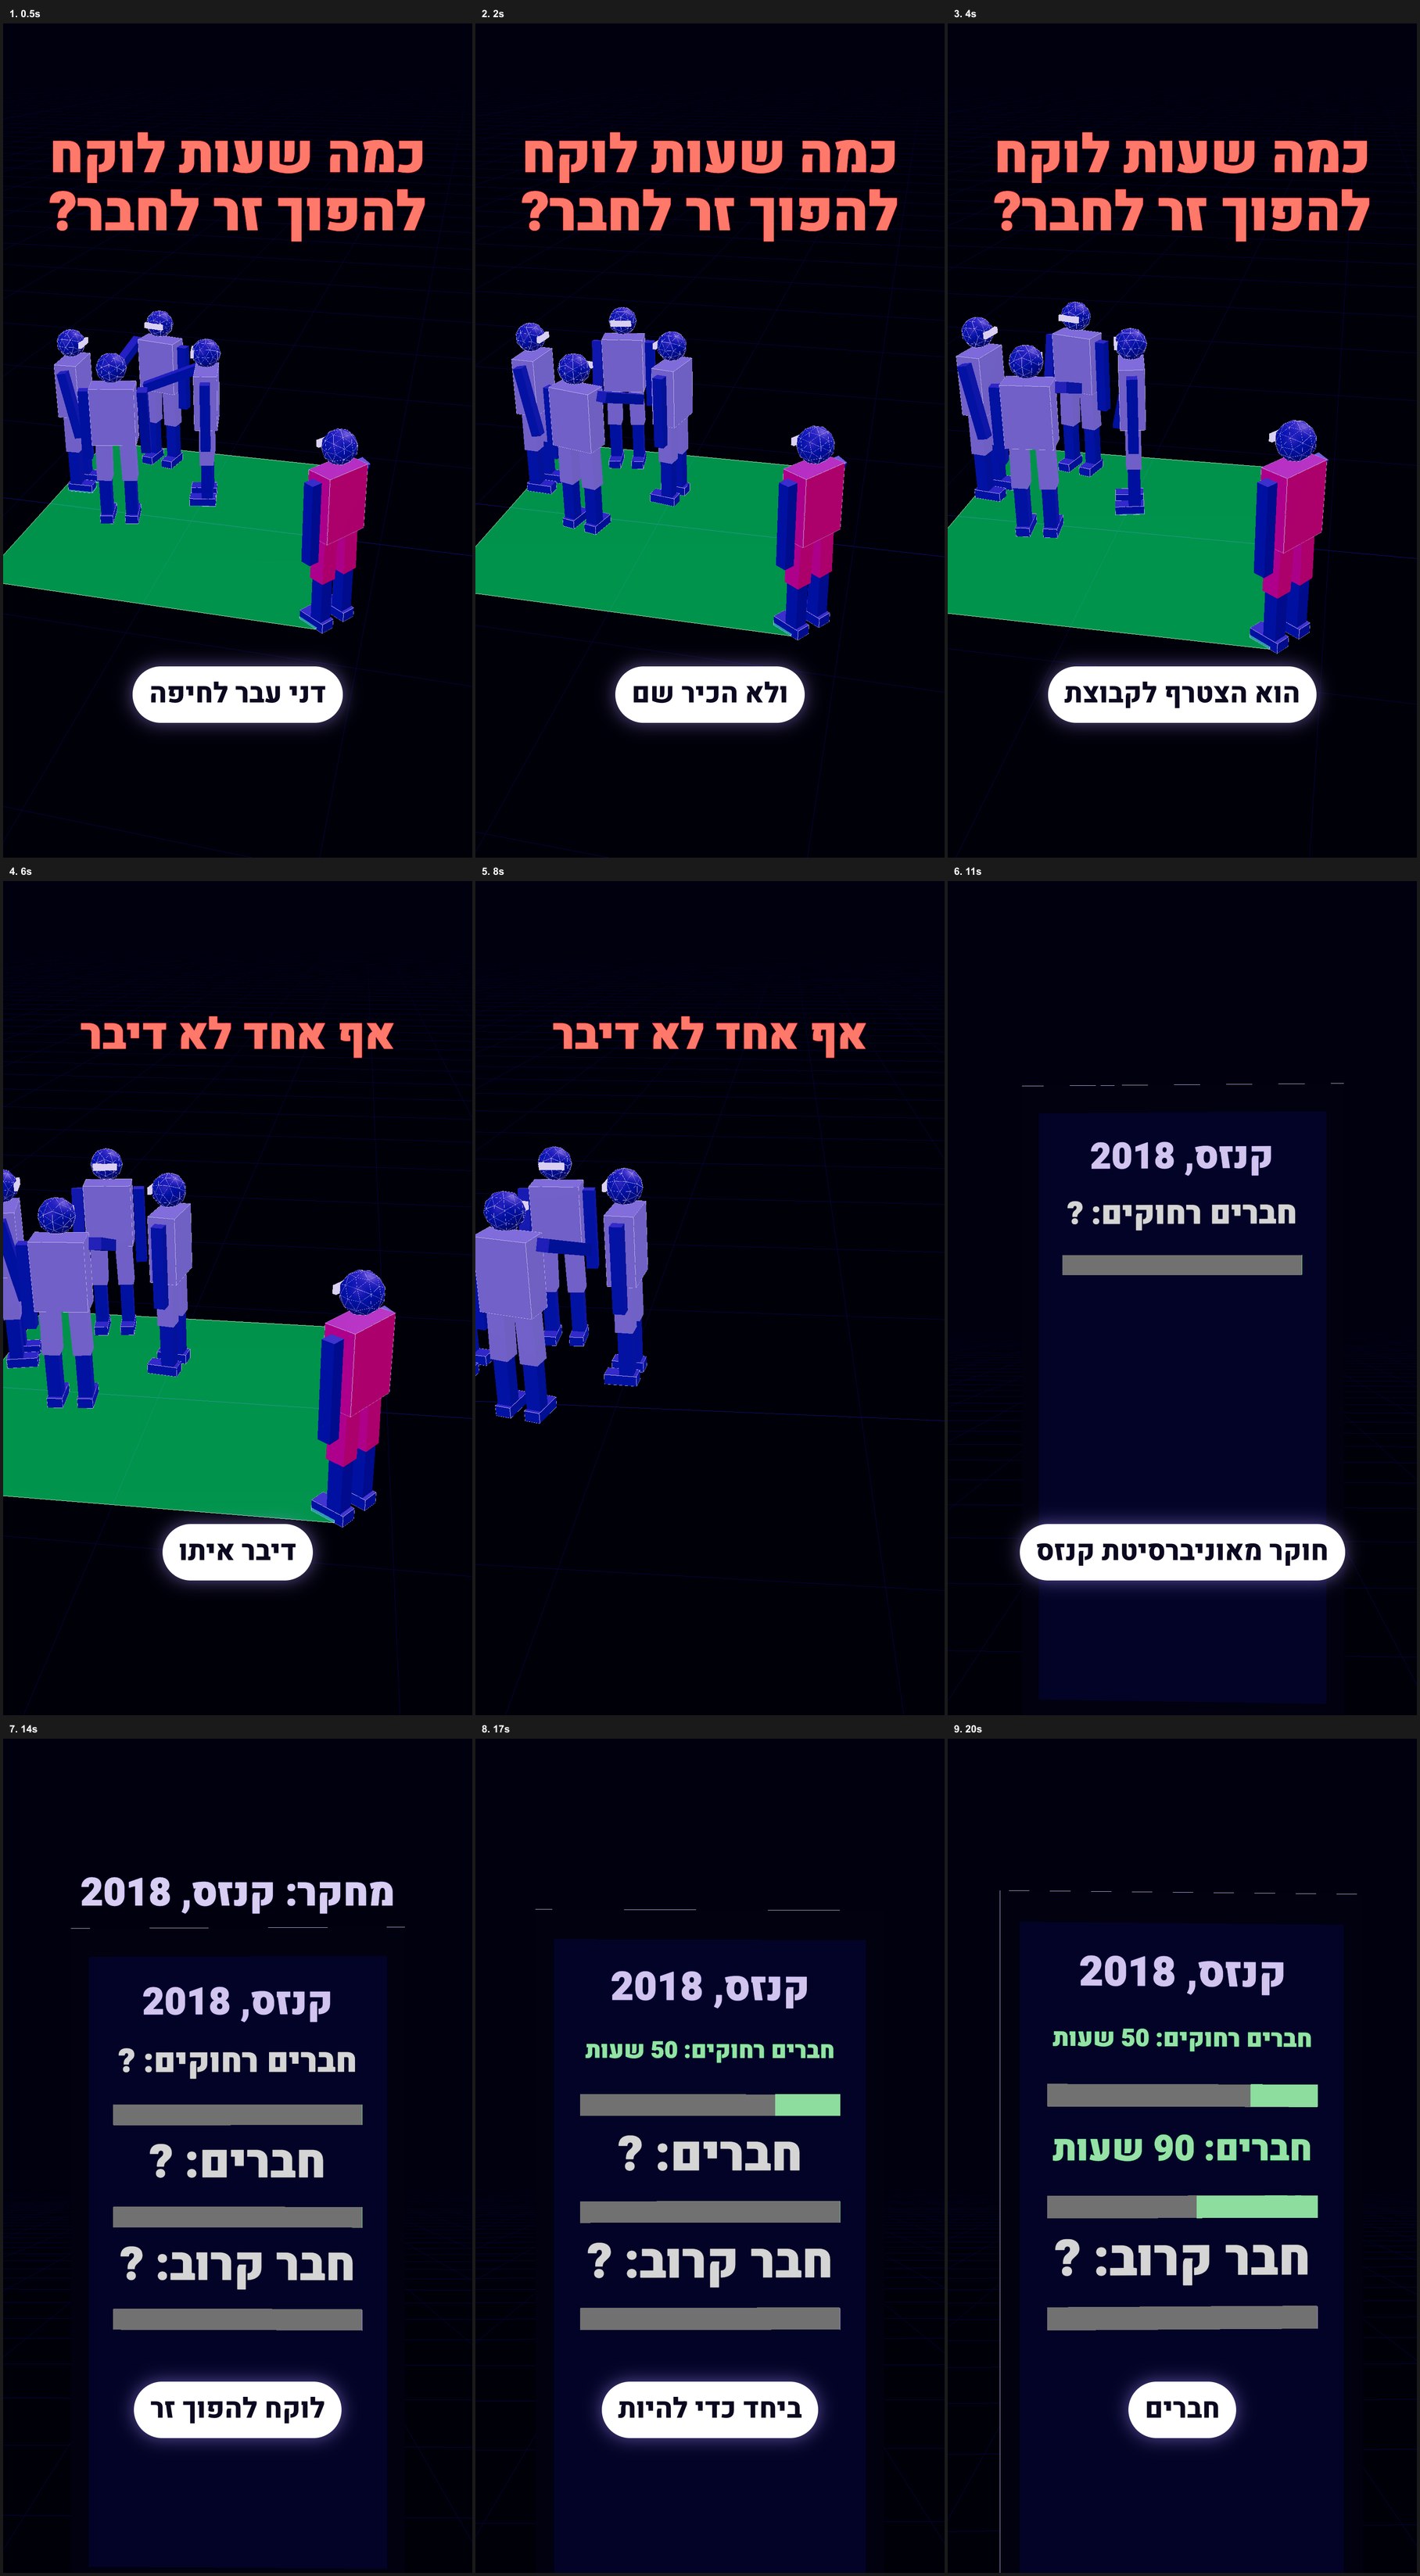 1. 0.5s
כמה שעות לוקח
להפוך זר לחבר?
דני עבר לחיפה
2. 2s
כמה שעות לוקח
להפוך זר לחבר?
ולא הכיר שם
3. 4s
כמה שעות לוקח
להפוך זר לחבר?
הוא הצטרף לקבוצת
4. 6s
אף אחד לא דיבר
דיבר איתו
5. 8s
אף אחד לא דיבר
6. 11s
קנזס, 2018
חברים רחוקים: ?
חוקר מאוניברסיטת קנזס
7. 14s
מחקר: קנזס, 2018
קנזס, 2018
חברים רחוקים: ?
חברים: ?
חבר קרוב: ?
לוקח להפוך זר
8. 17s
קנזס, 2018
חברים רחוקים: 50 שעות
חברים: ?
חבר קרוב: ?
ביחד כדי להיות
9. 20s
קנזס, 2018
חברים רחוקים: 50 שעות
חברים: 90 שעות
חבר קרוב: ?
חברים